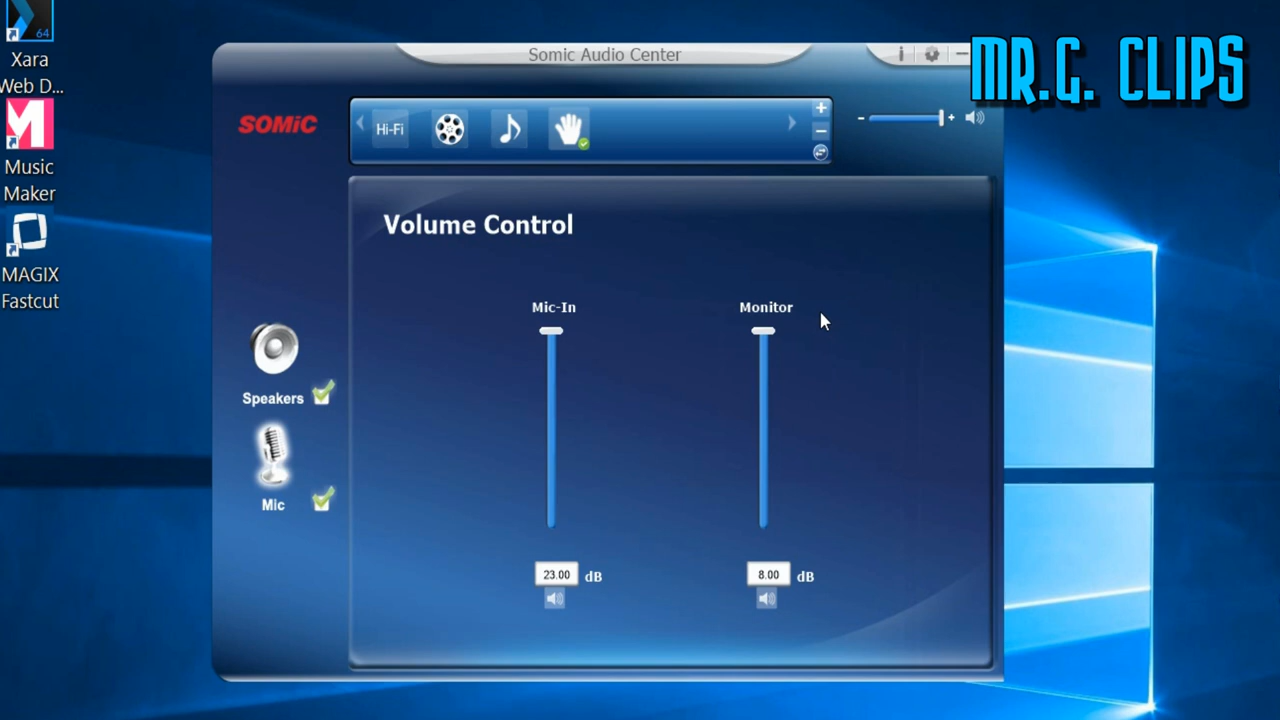 64
Xara
Web D...
Music
Maker
MAGIX
Fastcut
Somic Audio Center
i
MR.G. CLIPS
SOMiC
Hi-Fi
Volume Control
Mic-In
Monitor
Speakers
Mic
23.00 dB
8.00 dB